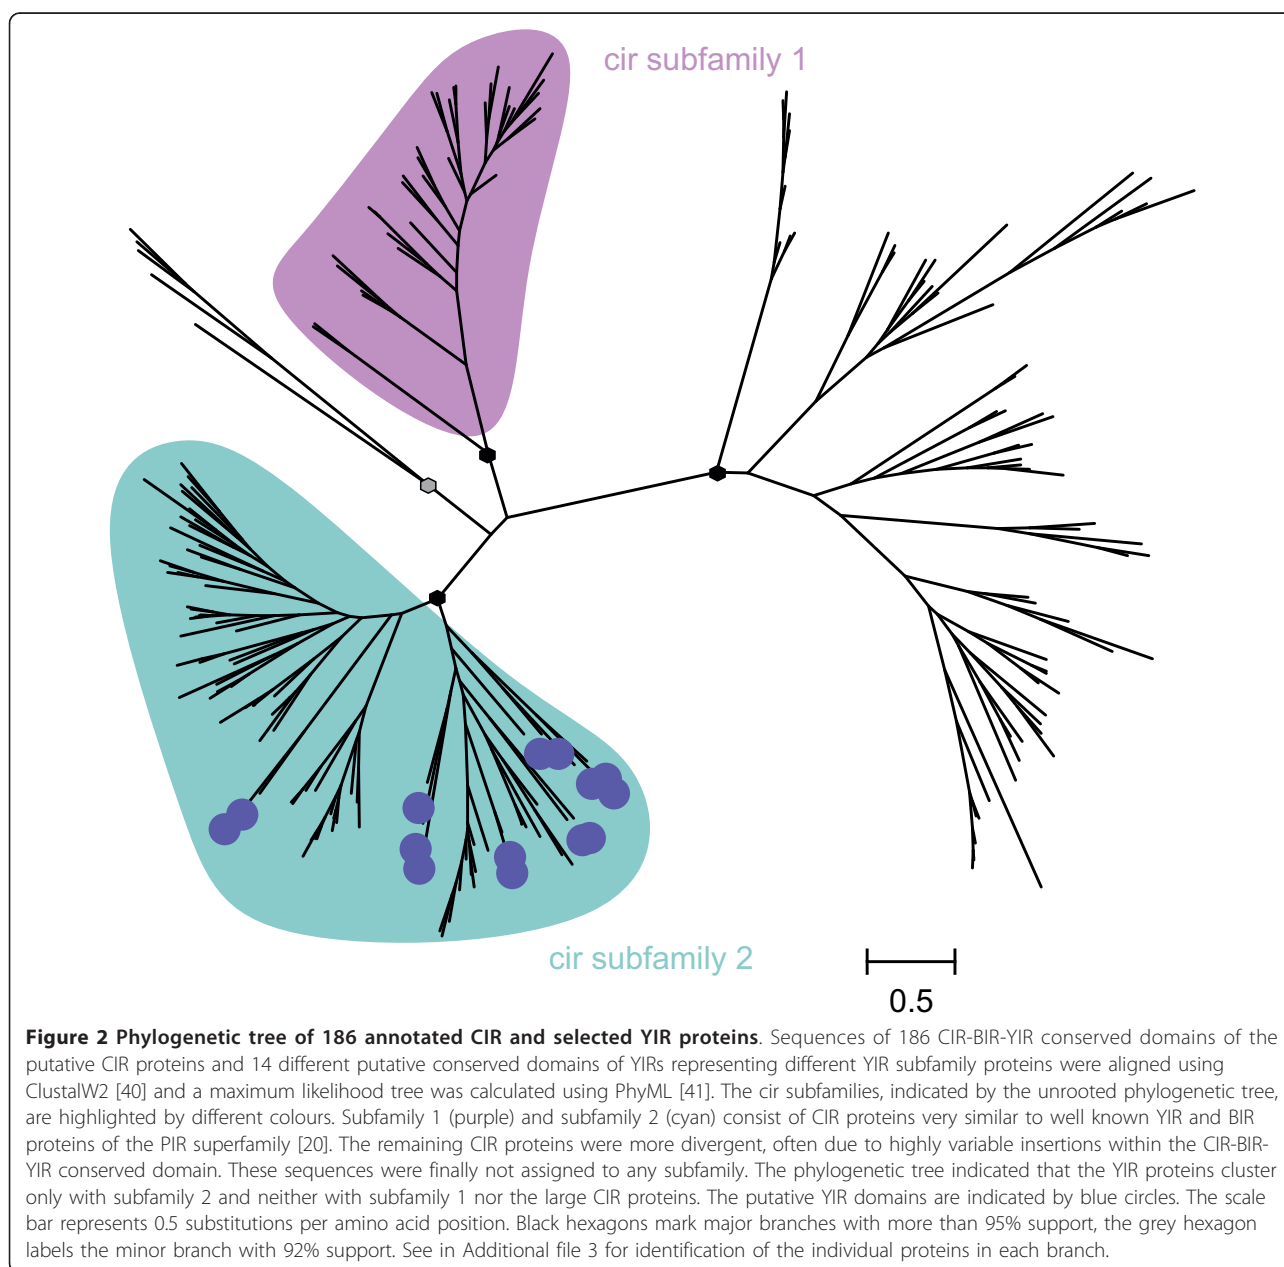 cir subfamily 1
cir subfamily 2
0.5
Figure 2 Phylogenetic tree of 186 annotated CIR and selected YIR proteins. Sequences of 186 CIR-BIR-YIR conserved domains of the
putative CIR proteins and 14 different putative conserved domains of YIRs representing different YIR subfamily proteins were aligned using
ClustalW2 [40] and a maximum likelihood tree was calculated using PhyML [41]. The cir subfamilies, indicated by the unrooted phylogenetic tree,
are highlighted by different colours. Subfamily 1 (purple) and subfamily 2 (cyan) consist of CIR proteins very similar to well known YIR and BIR
proteins of the PIR superfamily [20]. The remaining CIR proteins were more divergent, often due to highly variable insertions within the CIR-BIR-
YIR conserved domain. These sequences were finally not assigned to any subfamily. The phylogenetic tree indicated that the YIR proteins cluster
only with subfamily 2 and neither with subfamily 1 nor the large CIR proteins. The putative YIR domains are indicated by blue circles. The scale
bar represents 0.5 substitutions per amino acid position. Black hexagons mark major branches with more than 95% support, the grey hexagon
labels the minor branch with 92% support. See in Additional file 3 for identification of the individual proteins in each branch.